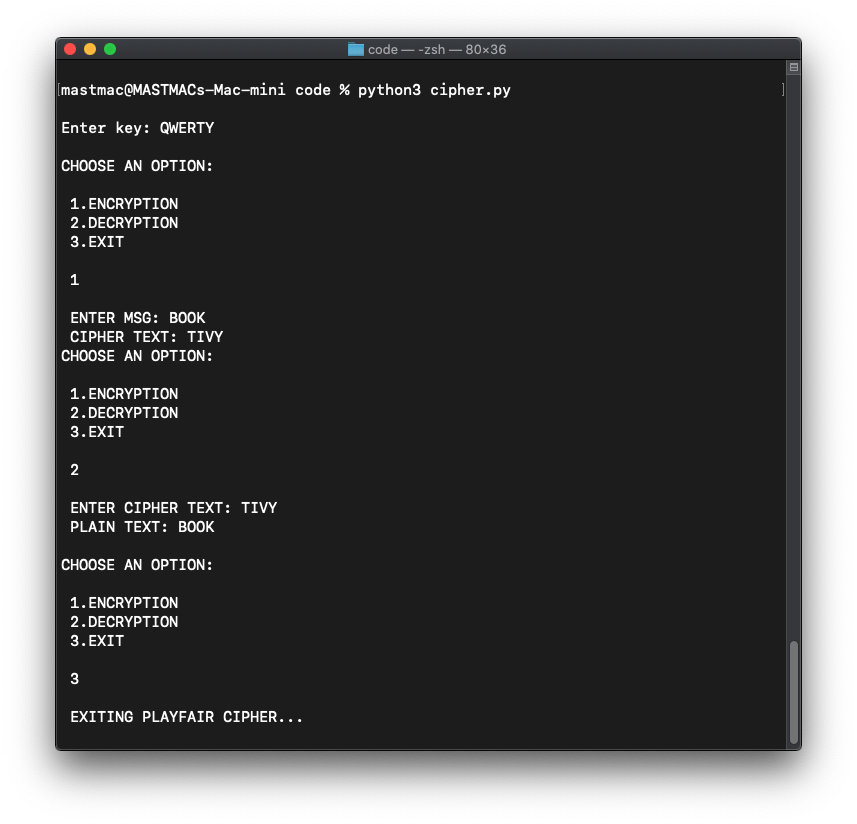 code — -zsh — 80×36
[mastmac@MASTMACs-Mac-mini code % python3 cipher.py ]
Enter key: QWERTY
CHOOSE AN OPTION:
1.ENCRYPTION
2.DECRYPTION
3.EXIT
1
ENTER MSG: BOOK
CIPHER TEXT: TIVY
CHOOSE AN OPTION:
1.ENCRYPTION
2.DECRYPTION
3.EXIT
2
ENTER CIPHER TEXT: TIVY
PLAIN TEXT: BOOK
CHOOSE AN OPTION:
1.ENCRYPTION
2.DECRYPTION
3.EXIT
3
EXITING PLAYFAIR CIPHER...